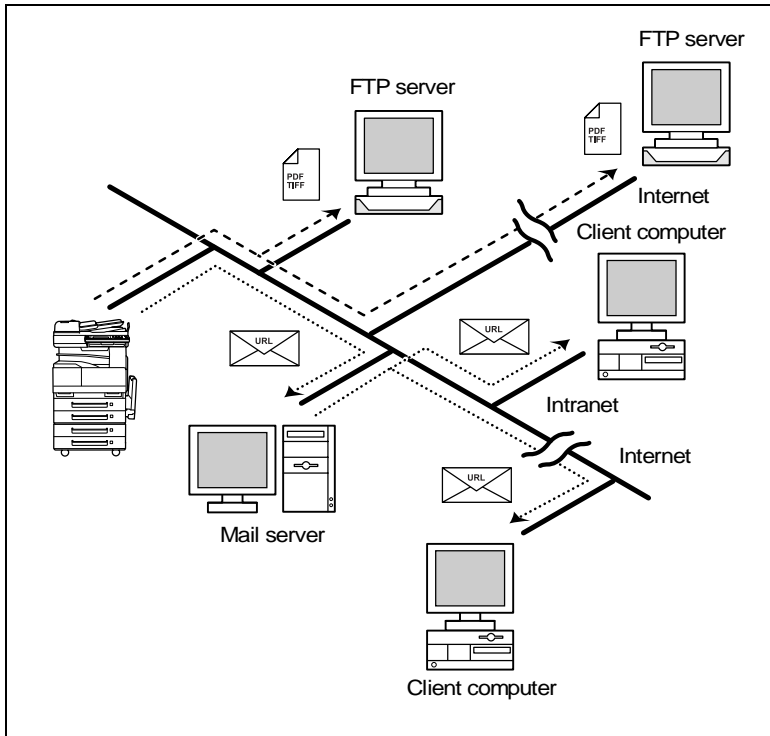 FTP server
FTP server
PDF
TIFF
PDF
TIFF
Internet
Client computer
URL
URL
Intranet
Internet
URL
Mail server
Client computer